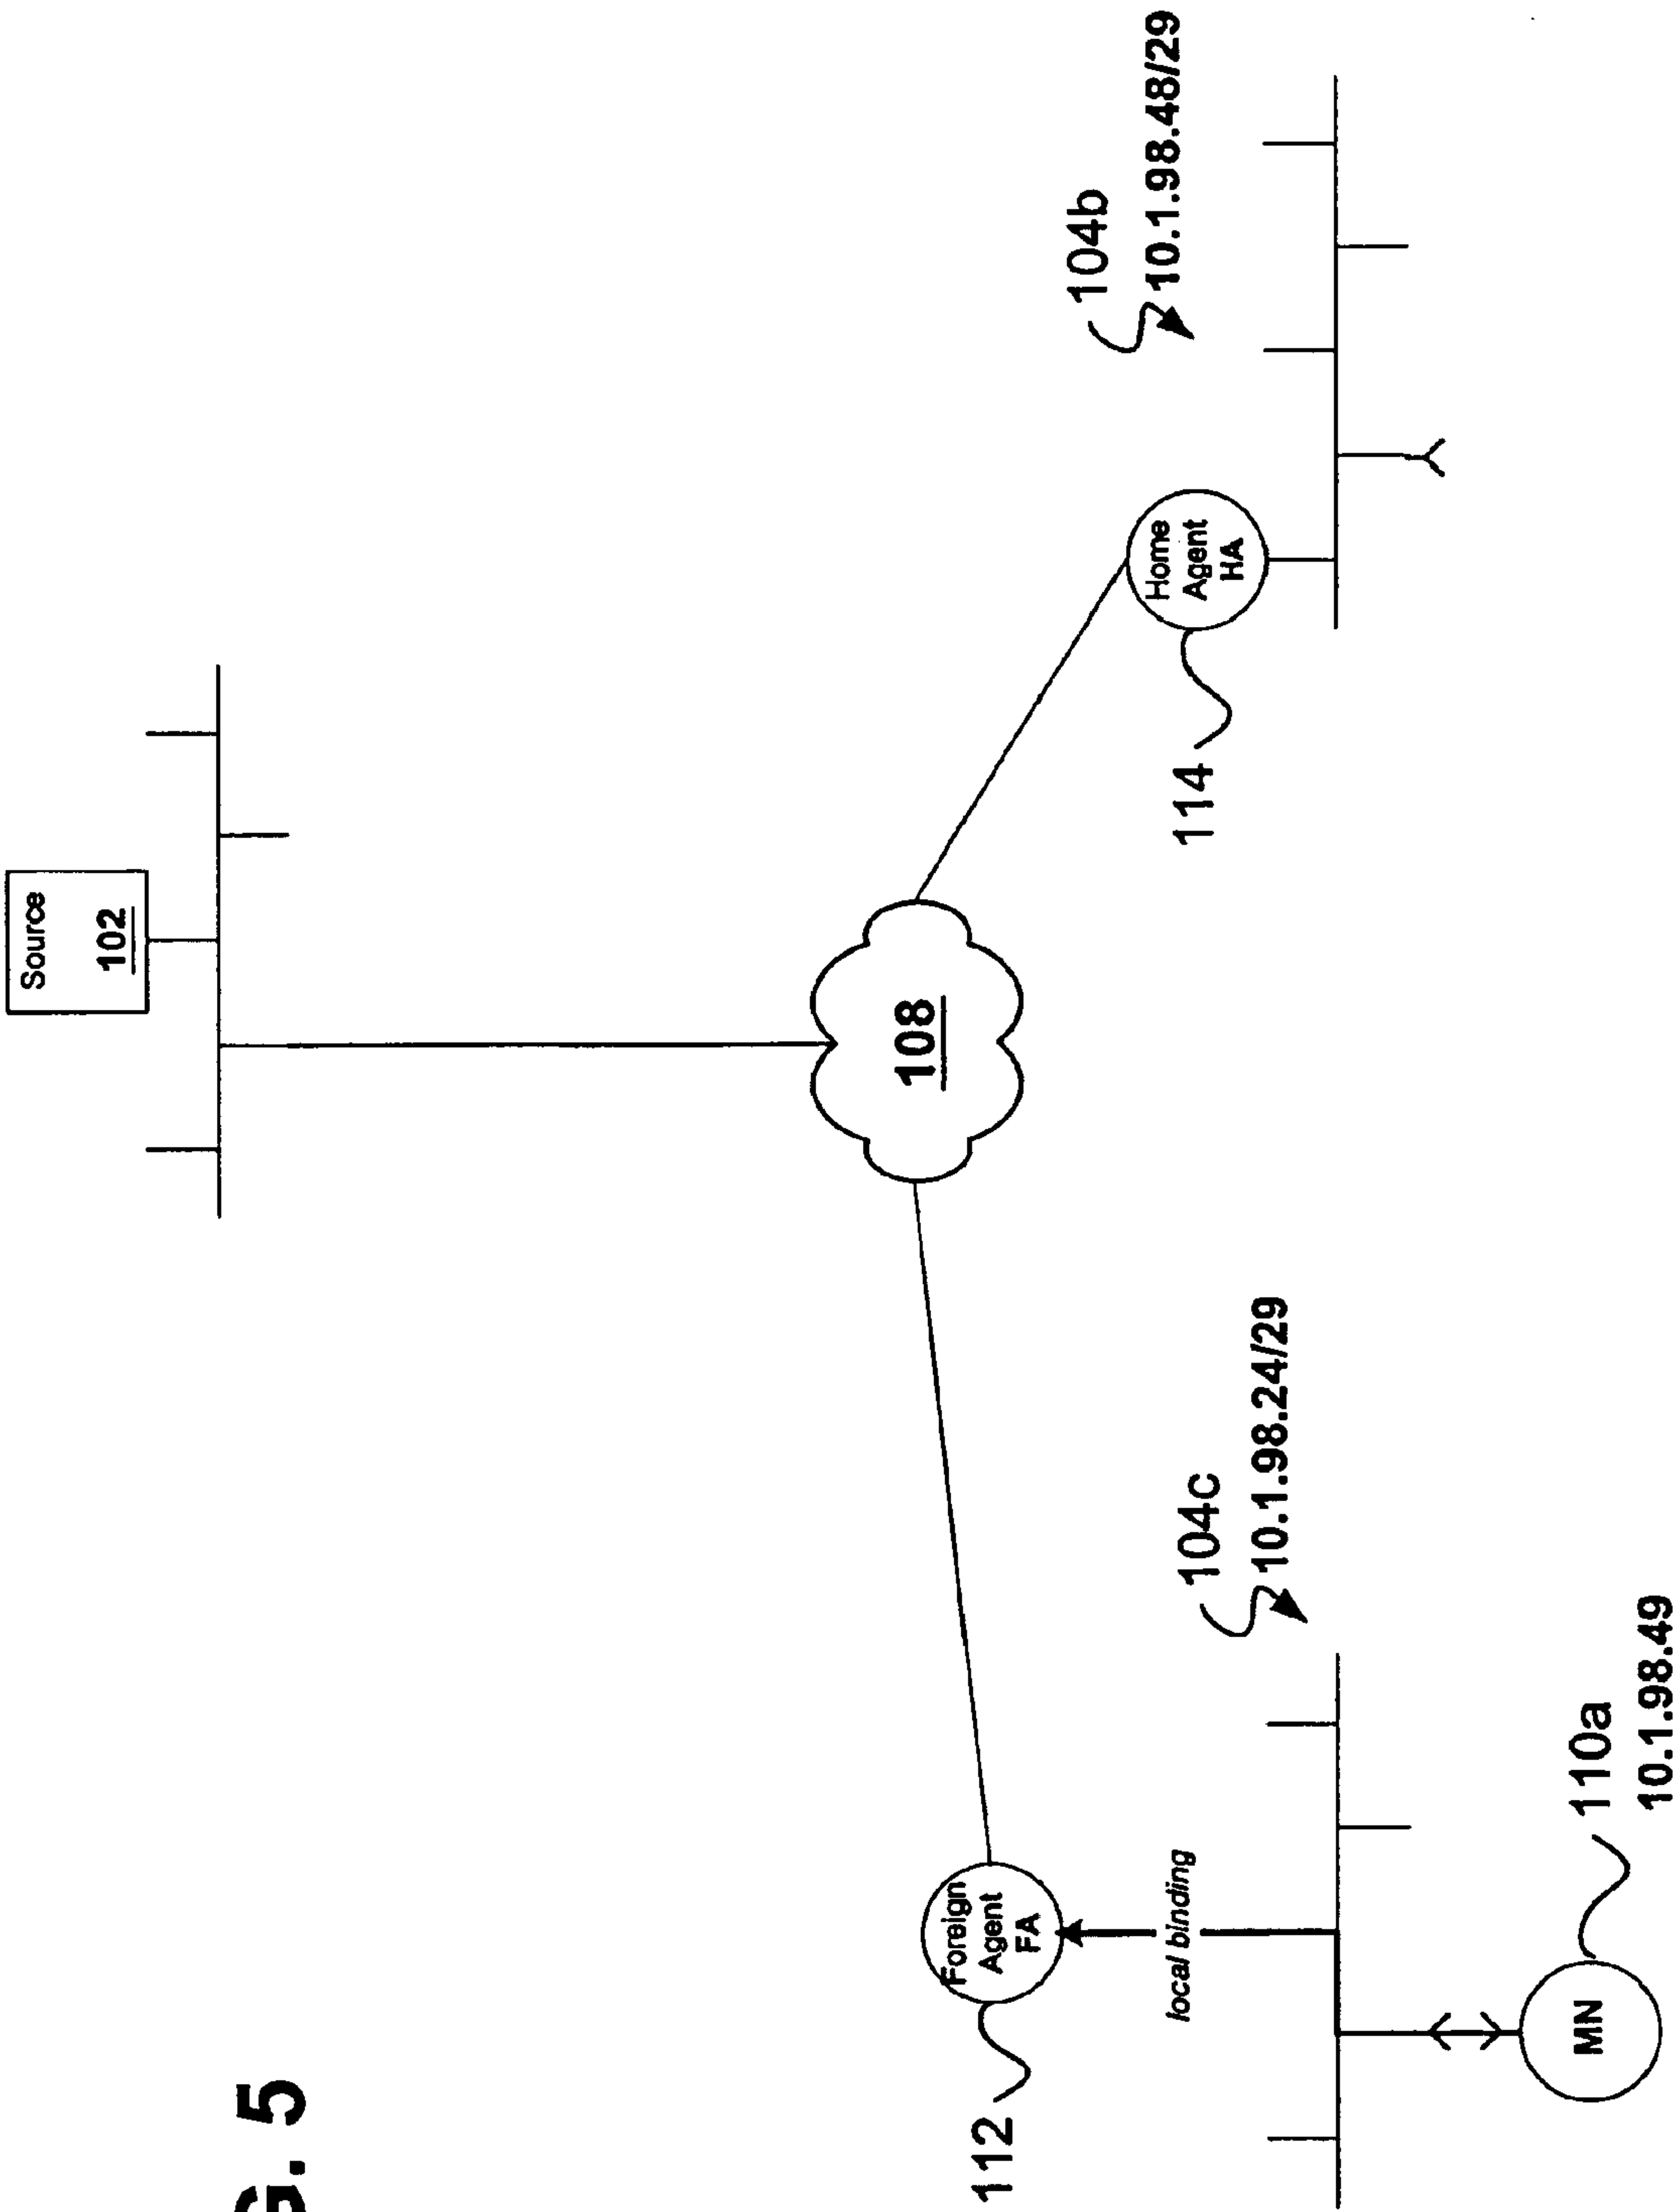 G. 5
Source
102
108
104b
10.1.98.48/29
Home
Agent
HA
114
Foreign
Agent
FA
112
local binding
104c
10.1.98.24/29
MN
110a
10.1.98.49